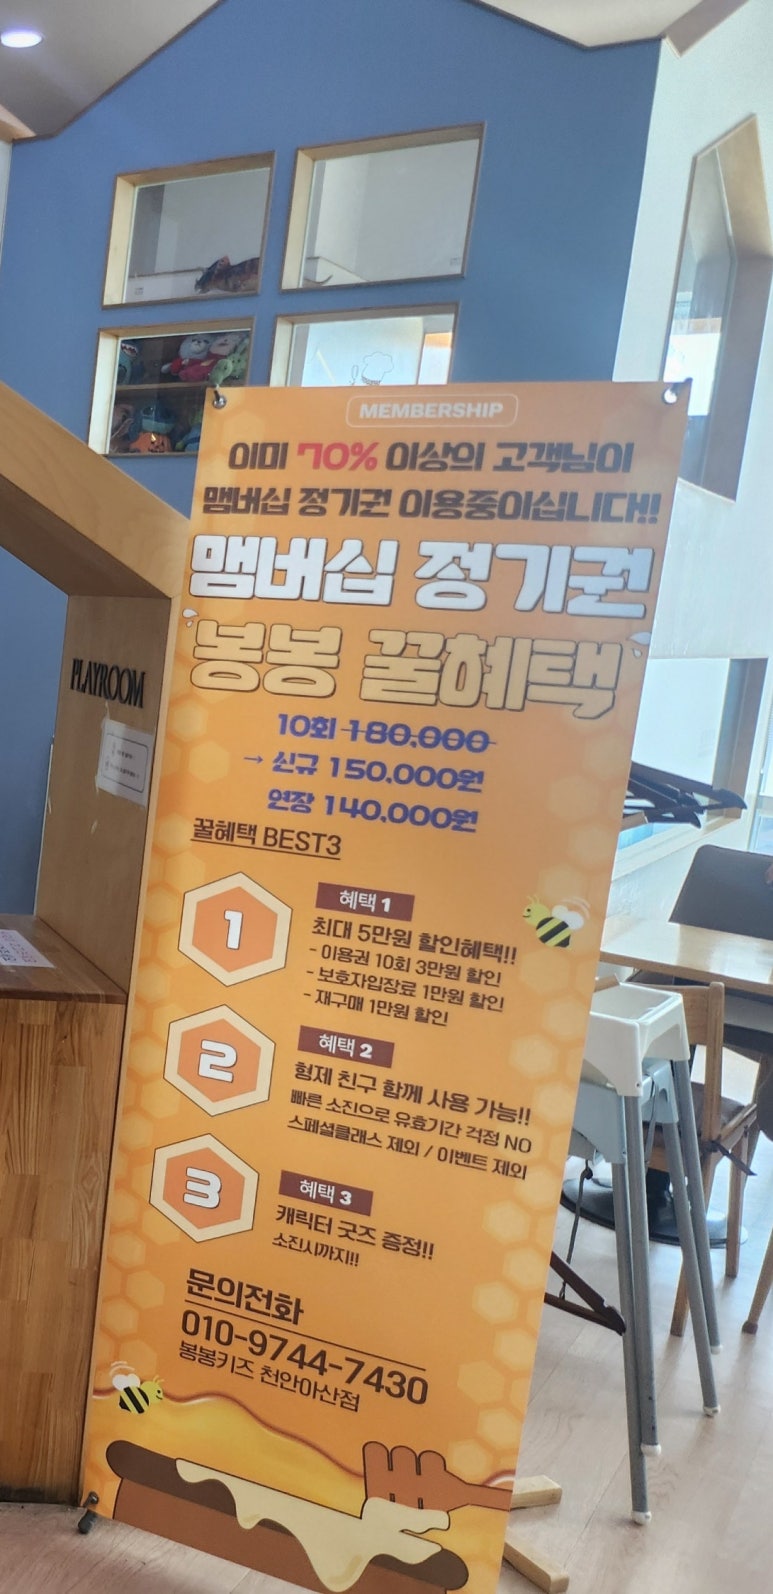 MEMBERSHIP
이미 70% 이상의 고객님이
맴버십 정기권 이용중이십니다!!
맴버십 정기권
봉봉 꿀혜택
10회 180,000
→ 신규 150,000원
연장 140,000원
꿀혜택 BEST3
1
혜택 1
최대 5만원 할인혜택!!
- 이용권 10회 3만원 할인
- 보호자입장료 1만원 할인
- 재구매 1만원 할인
2
혜택 2
형제 친구 함께 사용 가능!!
빠른 소진으로 유효기간 걱정 NO
스페셜클래스 제외 / 이벤트 제외
3
혜택 3
캐릭터 굿즈 증정!!
소진시까지!!
문의전화
010-9744-7430
봉봉키즈 천안아산점
PLAYROOM